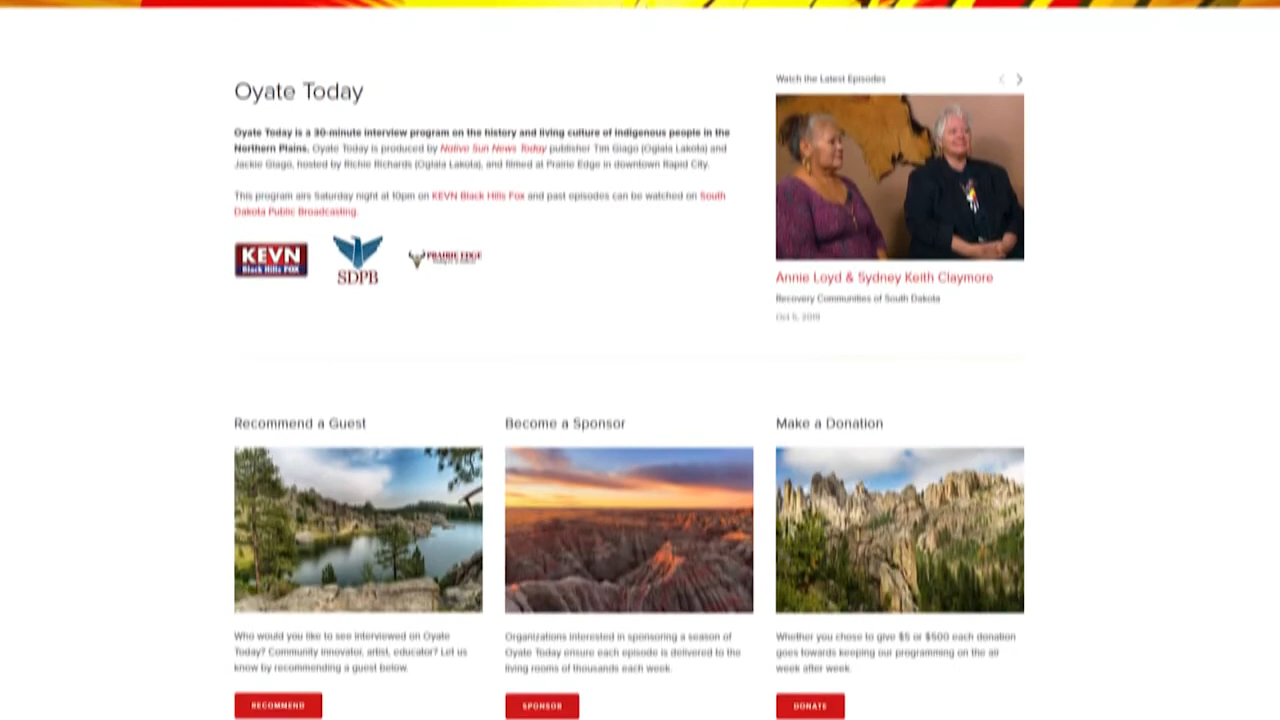 Oyate Today
Oyate Today is a 30-minute interview program on the history and living culture of indigenous people in the
Northern Plains. Oyate Today is produced by Native Sun News Today publisher Tim Giago (Oglala Lakota) and
Jackie Giago, hosted by Richie Richards (Oglala Lakota), and filmed at Prairie Edge in downtown Rapid City.
This program airs Saturday night at 10pm on KEVN Black Hills Fox and past episodes can be watched on South
Dakota Public Broadcasting.
KEVN
Black Hills FOX
SDPB
PRAIRIE EDGE
Watch the Latest Episodes
Annie Loyd & Sydney Keith Claymore
Recovery Communities of South Dakota
Oct 5, 2019
Recommend a Guest
Who would you like to see interviewed on Oyate
Today? Community innovator, artist, educator? Let us
know by recommending a guest below.
RECOMMEND
Become a Sponsor
Organizations interested in sponsoring a season of
Oyate Today ensure each episode is delivered to the
living rooms of thousands each week.
SPONSOR
Make a Donation
Whether you chose to give $5 or $500 each donation
goes towards keeping our programming on the air
week after week.
DONATE